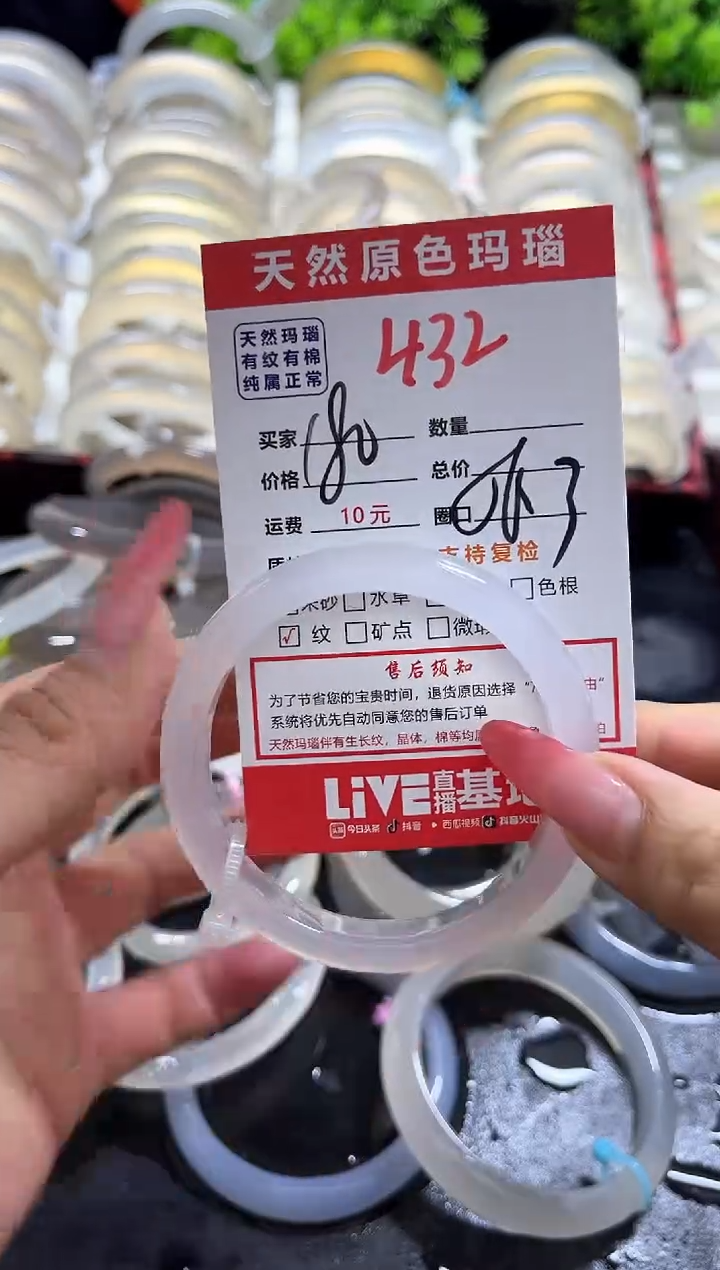 天然原色玛瑙
天然玛瑙
有纹有棉
纯属正常
432
买家 数量
价格 180 总价
运费 10元 圈口
支持复检
水草 色根
√ 纹 矿点
售后须知
为了节省您的宝贵时间，退货原因选择
系统将优先自动同意您的售后订单
天然玛瑙伴有生长纹，晶体，棉等均
LiVE直播基地
今日头条 抖音 西瓜视频 抖音火山